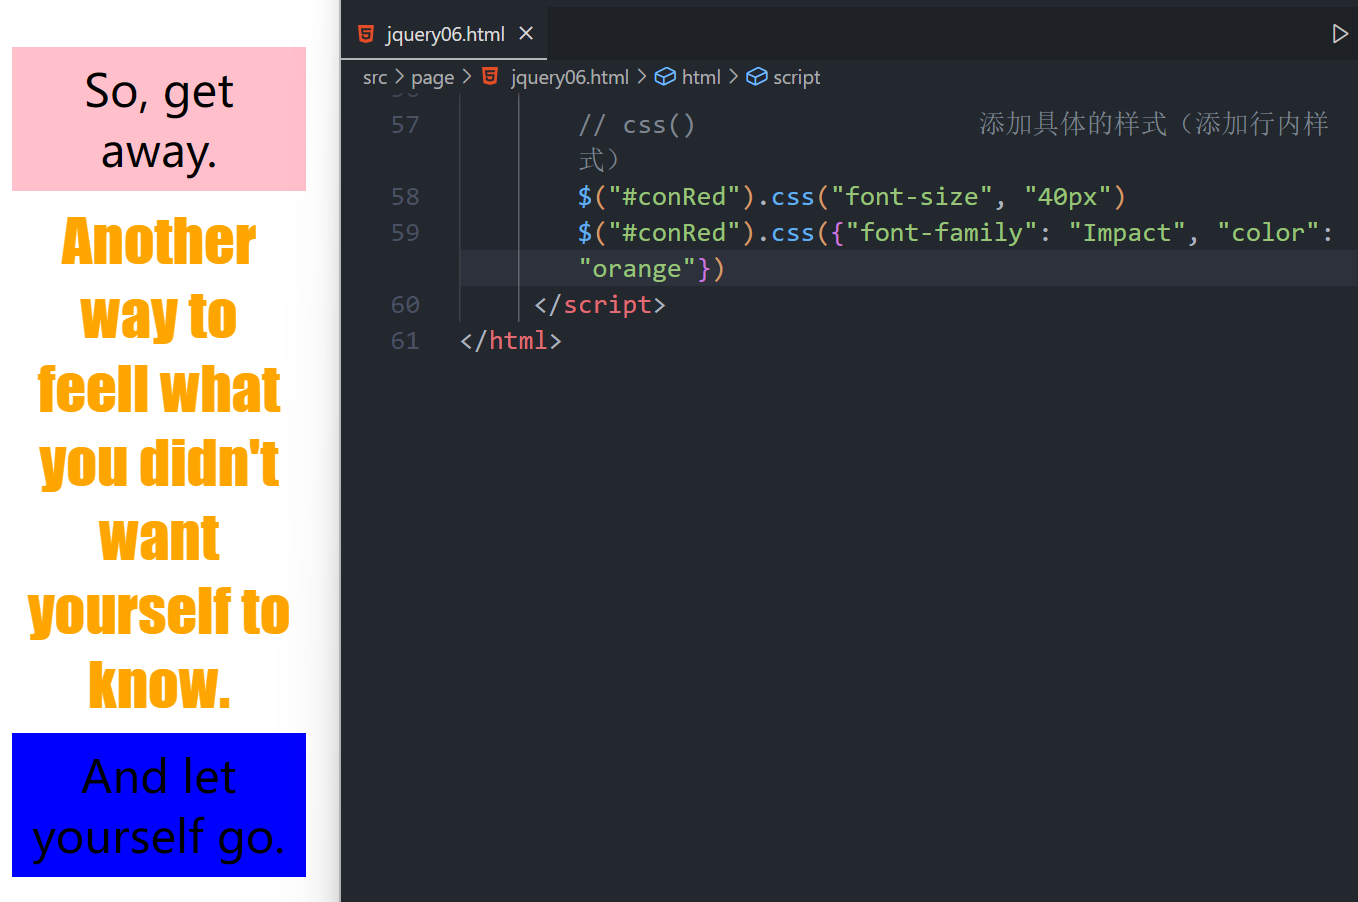 So, get
away.
Another
way to
feell what
you didn't
want
yourself to
know.
And let
yourself go.
jquery06.html
src > page > jquery06.html > html > script
57 // css() 添加具体的样式（添加行内样
式）
58 $("#conRed").css("font-size", "40px")
59 $("#conRed").css({"font-family": "Impact", "color":
"orange"})
60 </script>
61 </html>